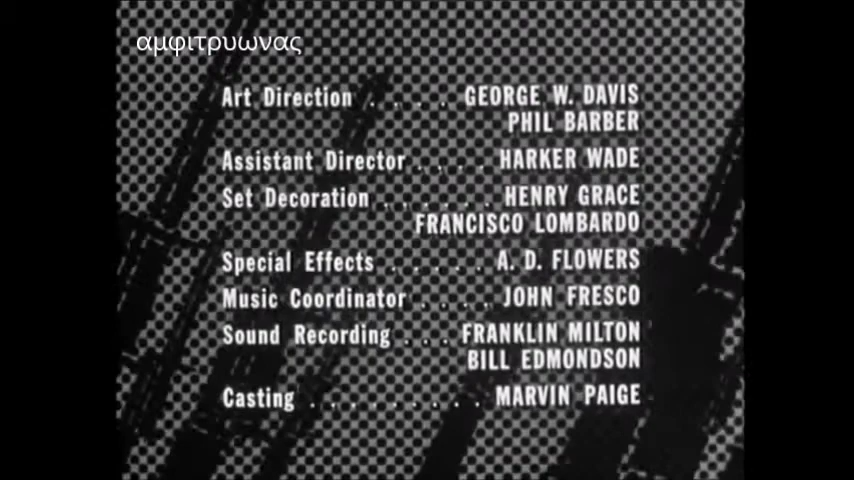 αμφιτρυωνας
Art Direction . . . . GEORGE W. DAVIS
PHIL BARBER
Assistant Director . . . . HARKER WADE
Set Decoration . . . . . . HENRY GRACE
FRANCISCO LOMBARDO
Special Effects . . . . . A. D. FLOWERS
Music Coordinator . . . . JOHN FRESCO
Sound Recording . . . FRANKLIN MILTON
BILL EDMONDSON
Casting . . . . . . . . . MARVIN PAIGE